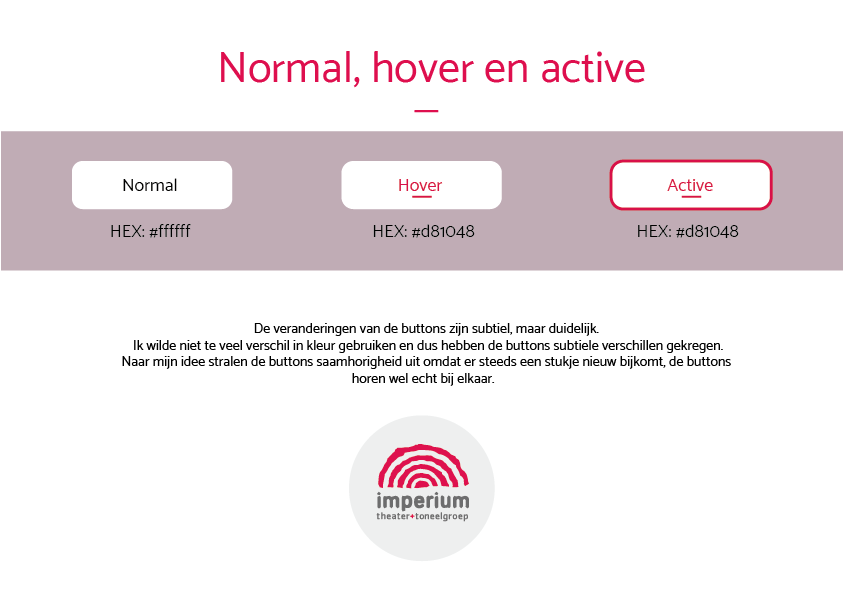 Normal, hover en active
Normal
Hover
Active
HEX: #ffffff
HEX: #d81048
HEX: #d81048
De veranderingen van de buttons zijn subtiel, maar duidelijk.
Ik wilde niet te veel verschil in kleur gebruiken en dus hebben de buttons subtiele verschillen gekregen.
Naar mijn idee stralen de buttons saamhorigheid uit omdat er steeds een stukje nieuw bijkomt, de buttons
horen wel echt bij elkaar.
imperium
theater+toneelgroep